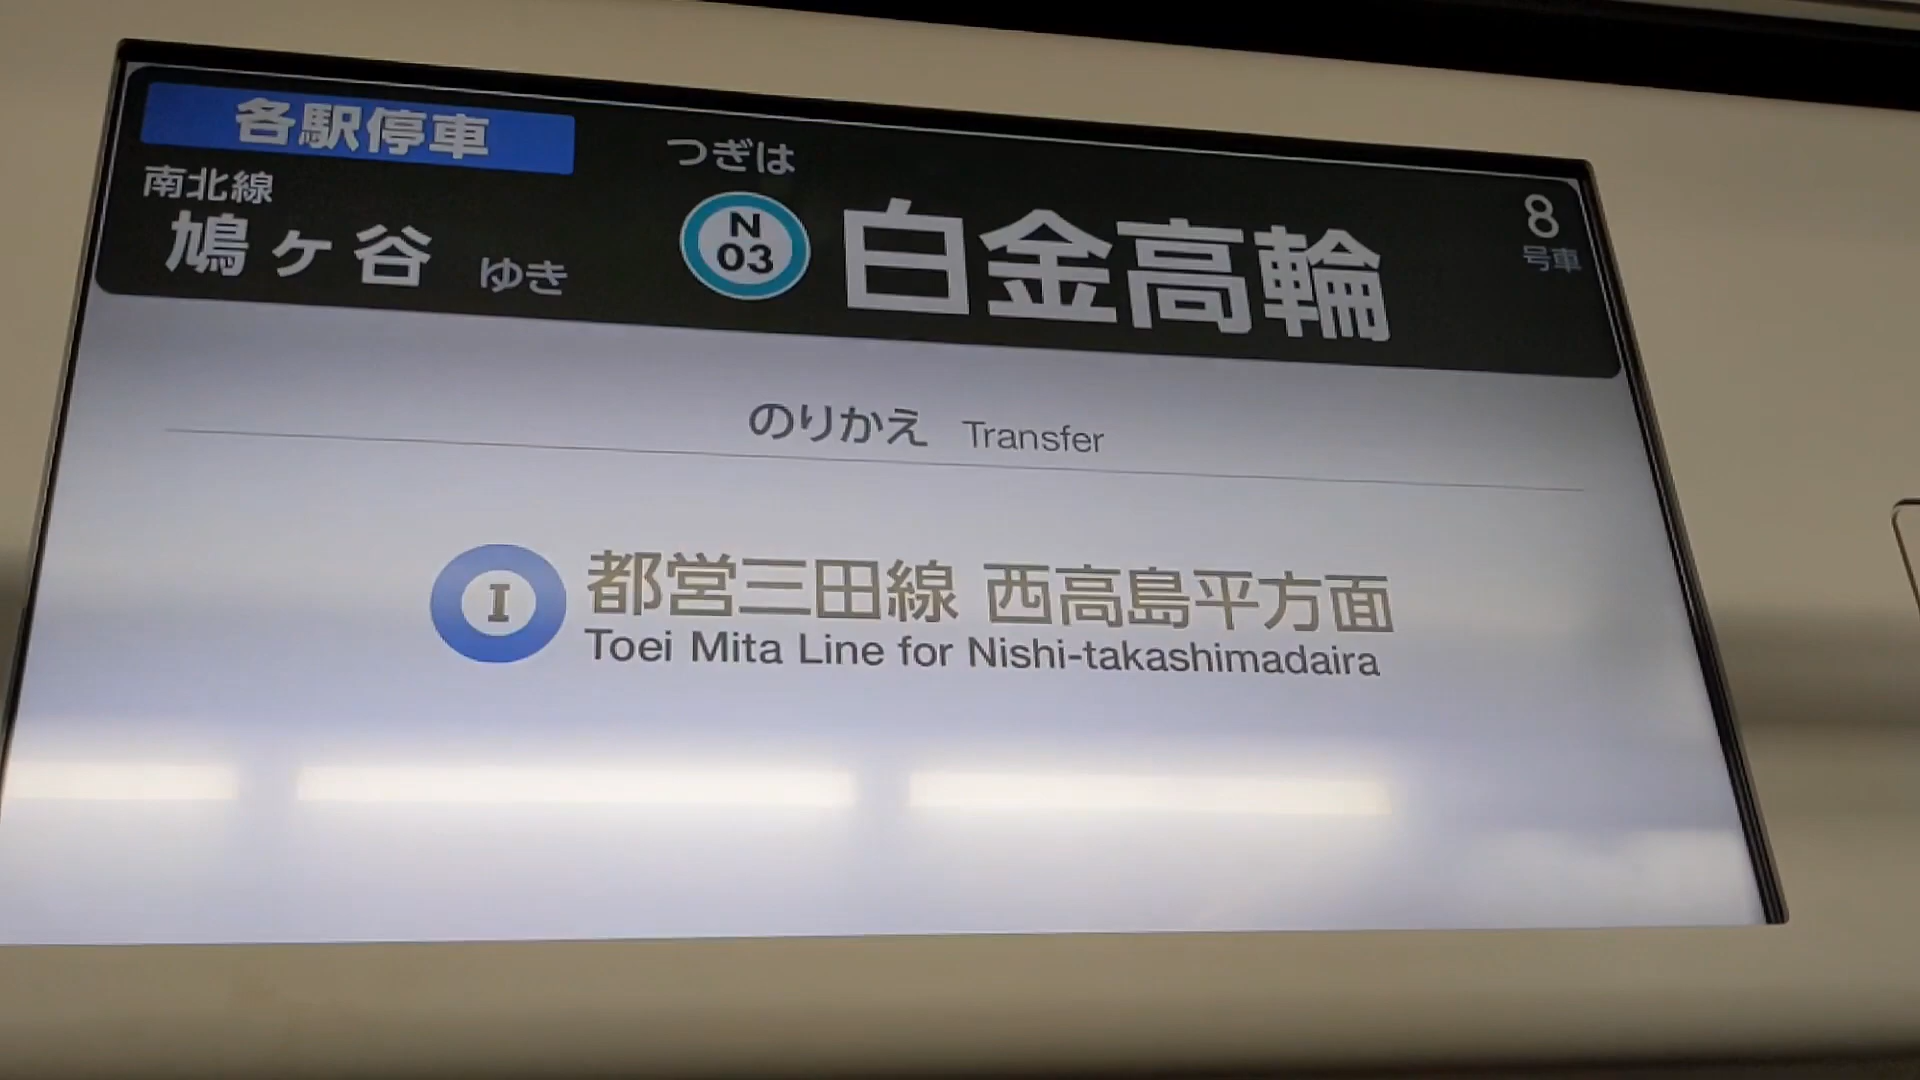 各駅停車
南北線
鳩ヶ谷 ゆき
つぎは
N
03
白金高輪
8
号車
のりかえ Transfer
I
都営三田線 西高島平方面
Toei Mita Line for Nishi-takashimadaira